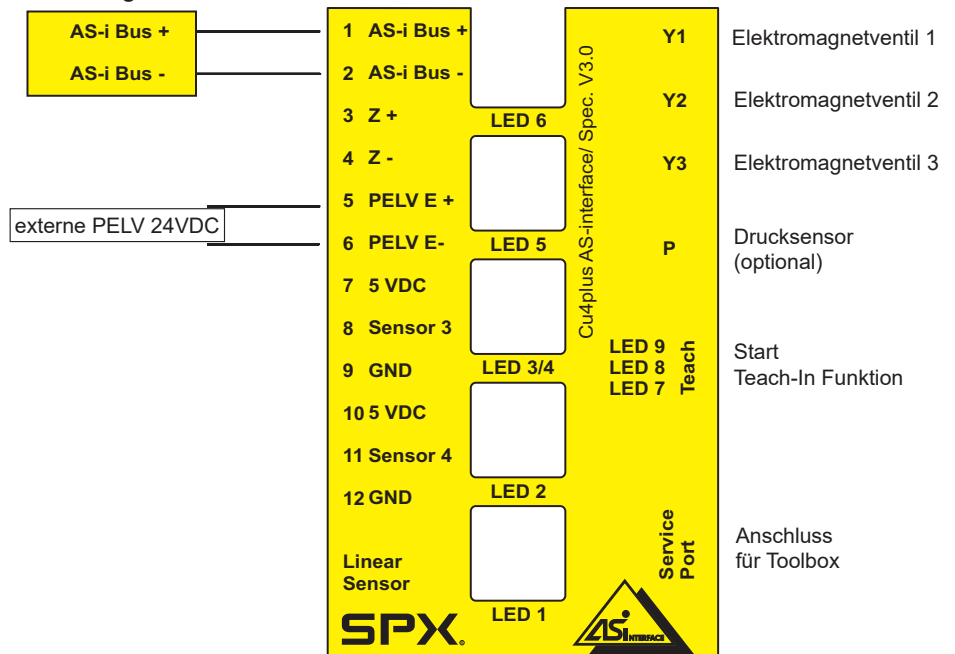 AS-i Bus +
AS-i Bus -
externe PELV 24VDC
1 AS-i Bus +
2 AS-i Bus -
3 Z +
4 Z -
5 PELV E +
6 PELV E-
7 5 VDC
8 Sensor 3
9 GND
10 5 VDC
11 Sensor 4
12 GND
Linear
Sensor
SPX.
LED 6
LED 5
LED 3/4
LED 2
LED 1
Cu4plus AS-interface/ Spec. V3.0
Y1
Y2
Y3
P
LED 9
LED 8
LED 7
Teach
Service
Port
ASi INTERFACE
Elektromagnetventil 1
Elektromagnetventil 2
Elektromagnetventil 3
Drucksensor
(optional)
Start
Teach-In Funktion
Anschluss
für Toolbox